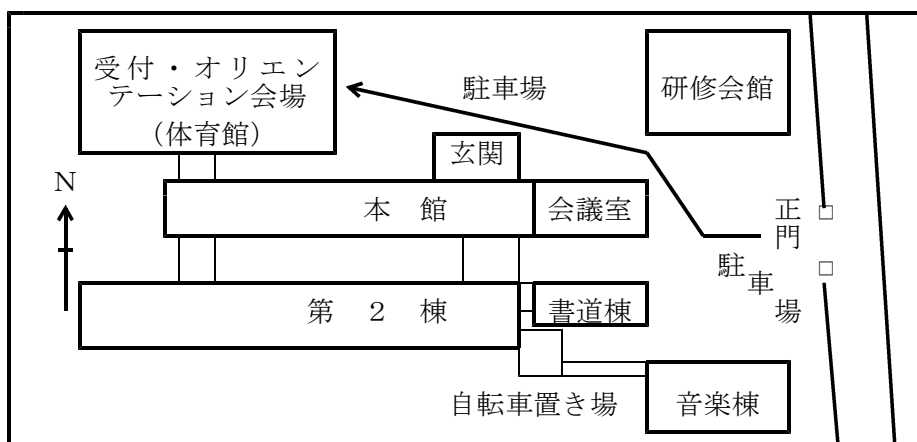 受付・オリエン
テーション会場
（体育館）
駐車場
研修会館
玄関
N
本　館
会議室
正門
駐車場
第　２　棟
書道棟
自転車置き場
音楽棟